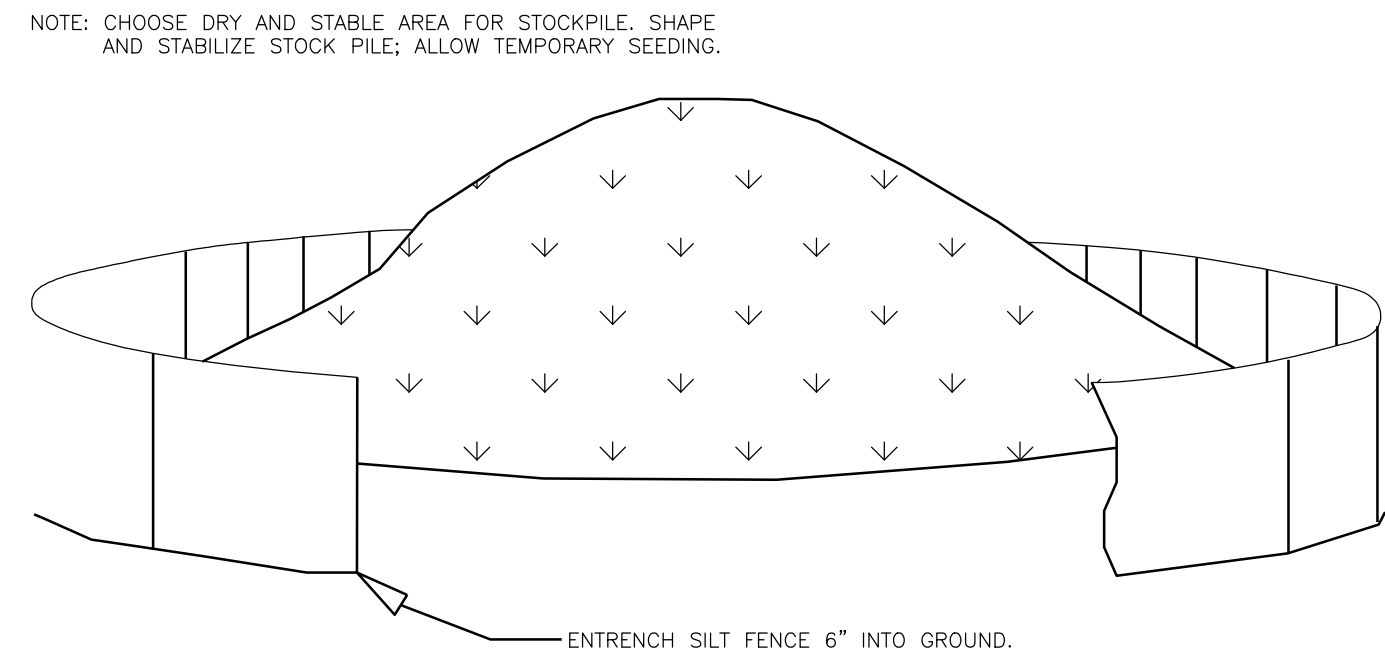 NOTE: CHOOSE DRY AND STABLE AREA FOR STOCKPILE. SHAPE
AND STABILIZE STOCK PILE; ALLOW TEMPORARY SEEDING.
ENTRENCH SILT FENCE 6” INTO GROUND.